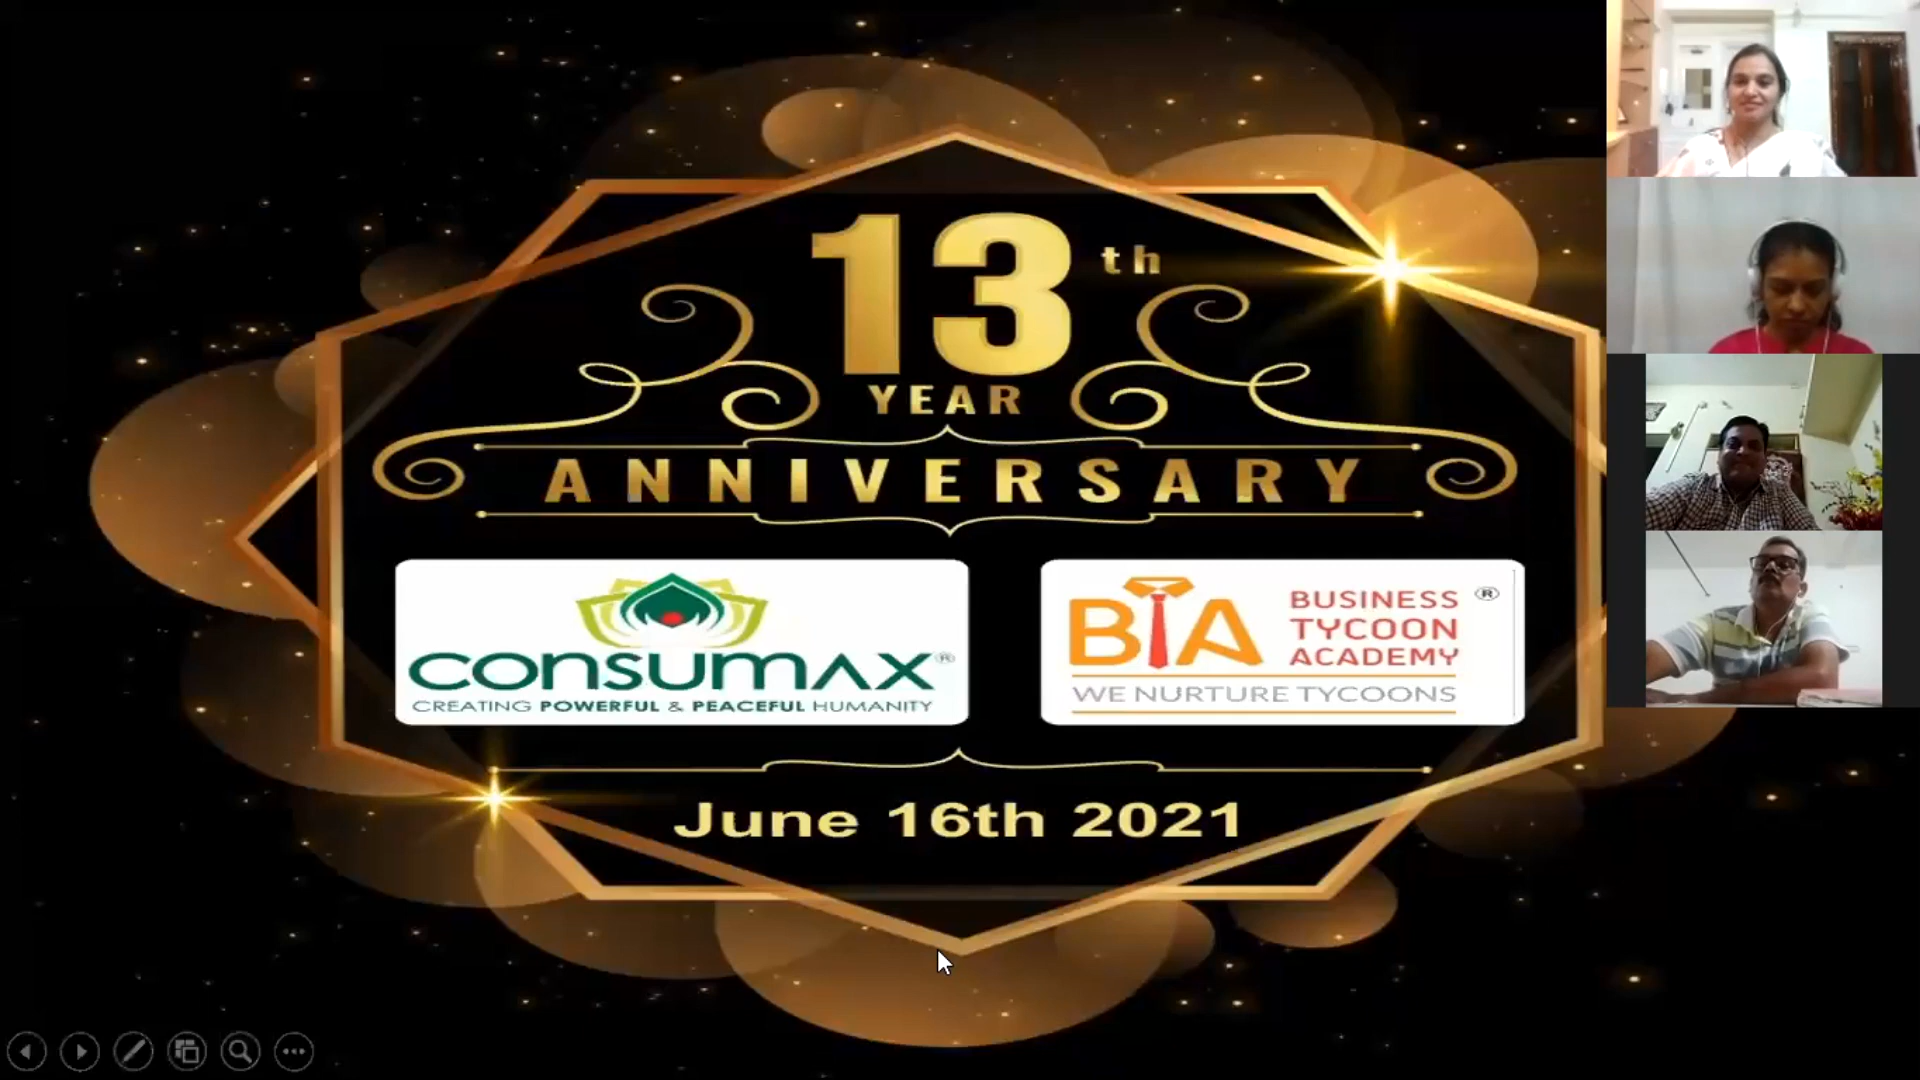 13th
YEAR
ANNIVERSARY
CONSUMAX®
CREATING POWERFUL & PEACEFUL HUMANITY
BTA
BUSINESS ®
TYCOON
ACADEMY
WE NURTURE TYCOONS
June 16th 2021